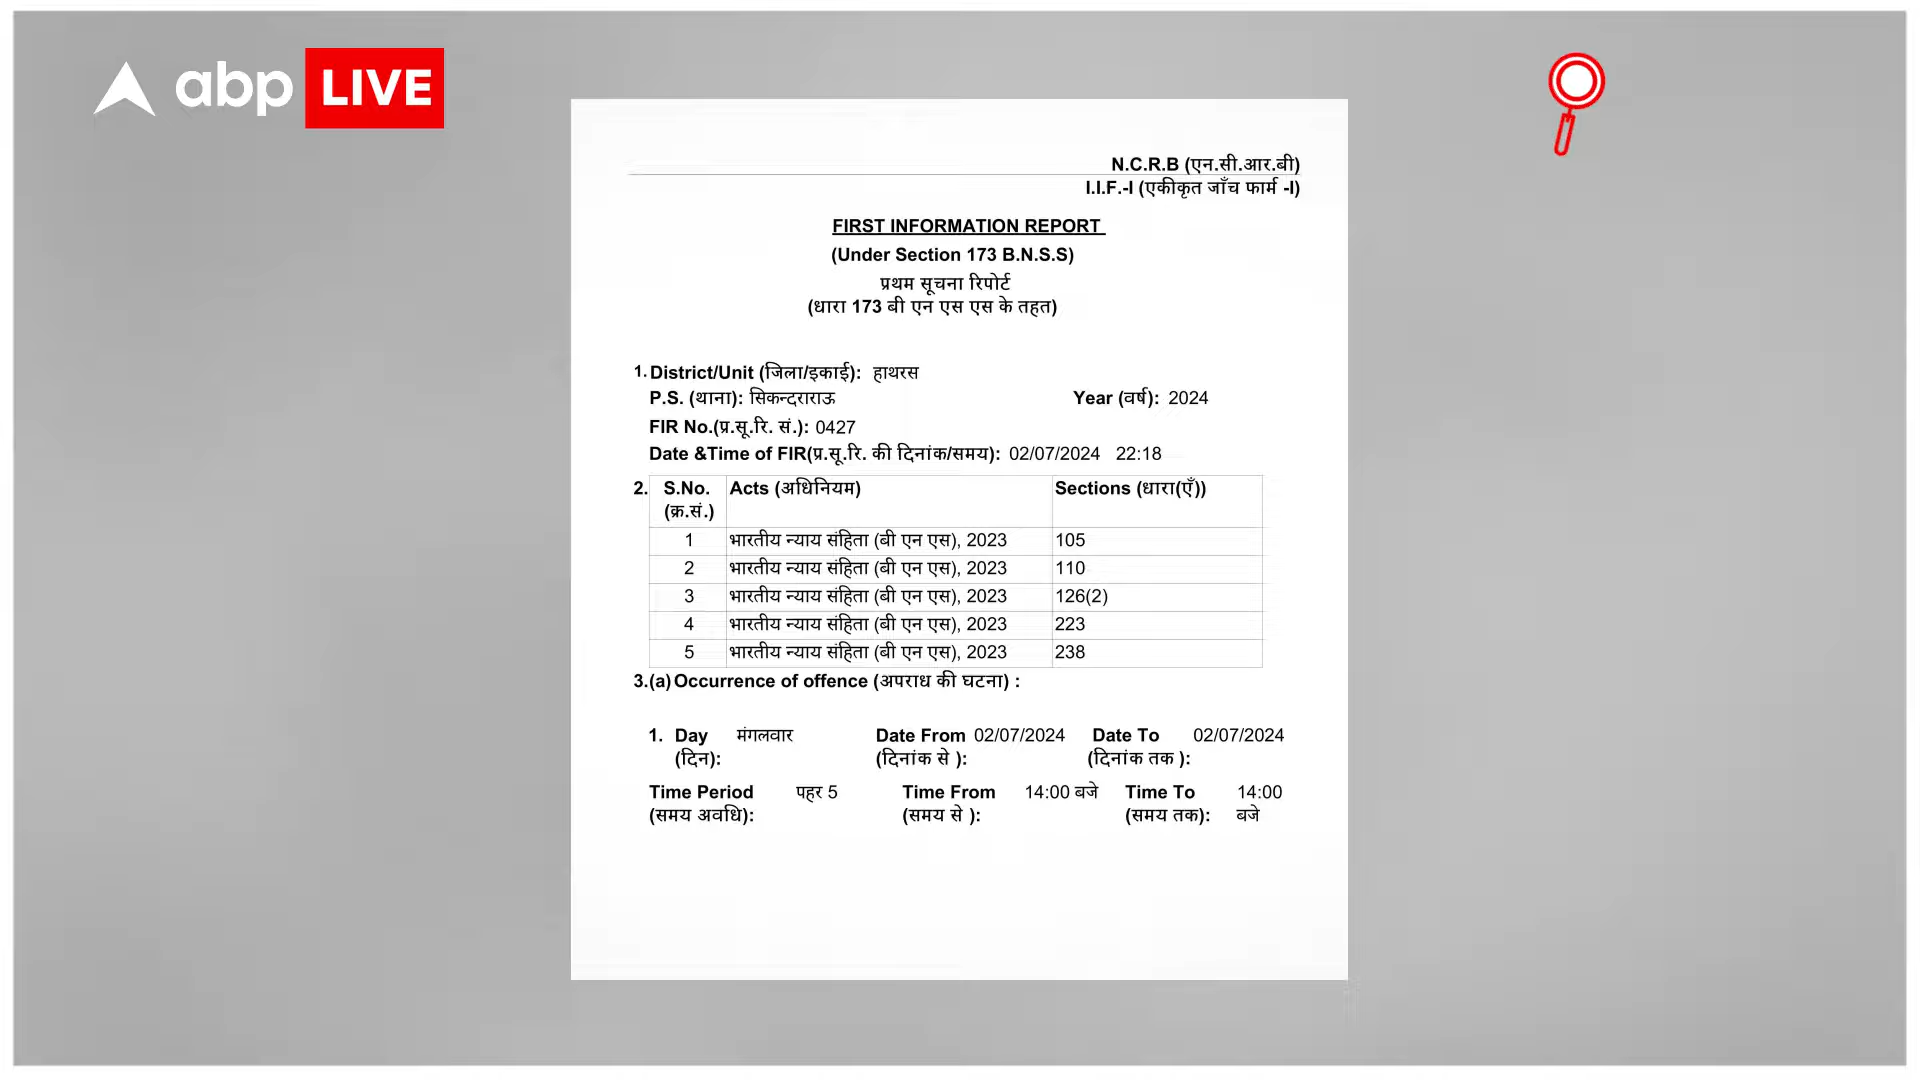 abp LIVE
N.C.R.B (एन.सी.आर.बी)
I.I.F.-I (एकीकृत जाँच फार्म -I)
FIRST INFORMATION REPORT
(Under Section 173 B.N.S.S)
प्रथम सूचना रिपोर्ट
(धारा 173 बी एन एस एस के तहत)
1. District/Unit (जिला/इकाई): हाथरस
P.S. (थाना): सिकन्दराराऊ Year (वर्ष): 2024
FIR No.(प्र.सू.रि. सं.): 0427
Date &Time of FIR(प्र.सू.रि. की दिनांक/समय): 02/07/2024 22:18
2. S.No. Acts (अधिनियम) Sections (धारा(एँ))
(क्र.सं.)
1 भारतीय न्याय संहिता (बी एन एस), 2023 105
2 भारतीय न्याय संहिता (बी एन एस), 2023 110
3 भारतीय न्याय संहिता (बी एन एस), 2023 126(2)
4 भारतीय न्याय संहिता (बी एन एस), 2023 223
5 भारतीय न्याय संहिता (बी एन एस), 2023 238
3.(a) Occurrence of offence (अपराध की घटना) :
1. Day मंगलवार Date From 02/07/2024 Date To 02/07/2024
(दिन): (दिनांक से ): (दिनांक तक ):
Time Period पहर 5 Time From 14:00 बजे Time To 14:00
(समय अवधि): (समय से ): (समय तक): बजे